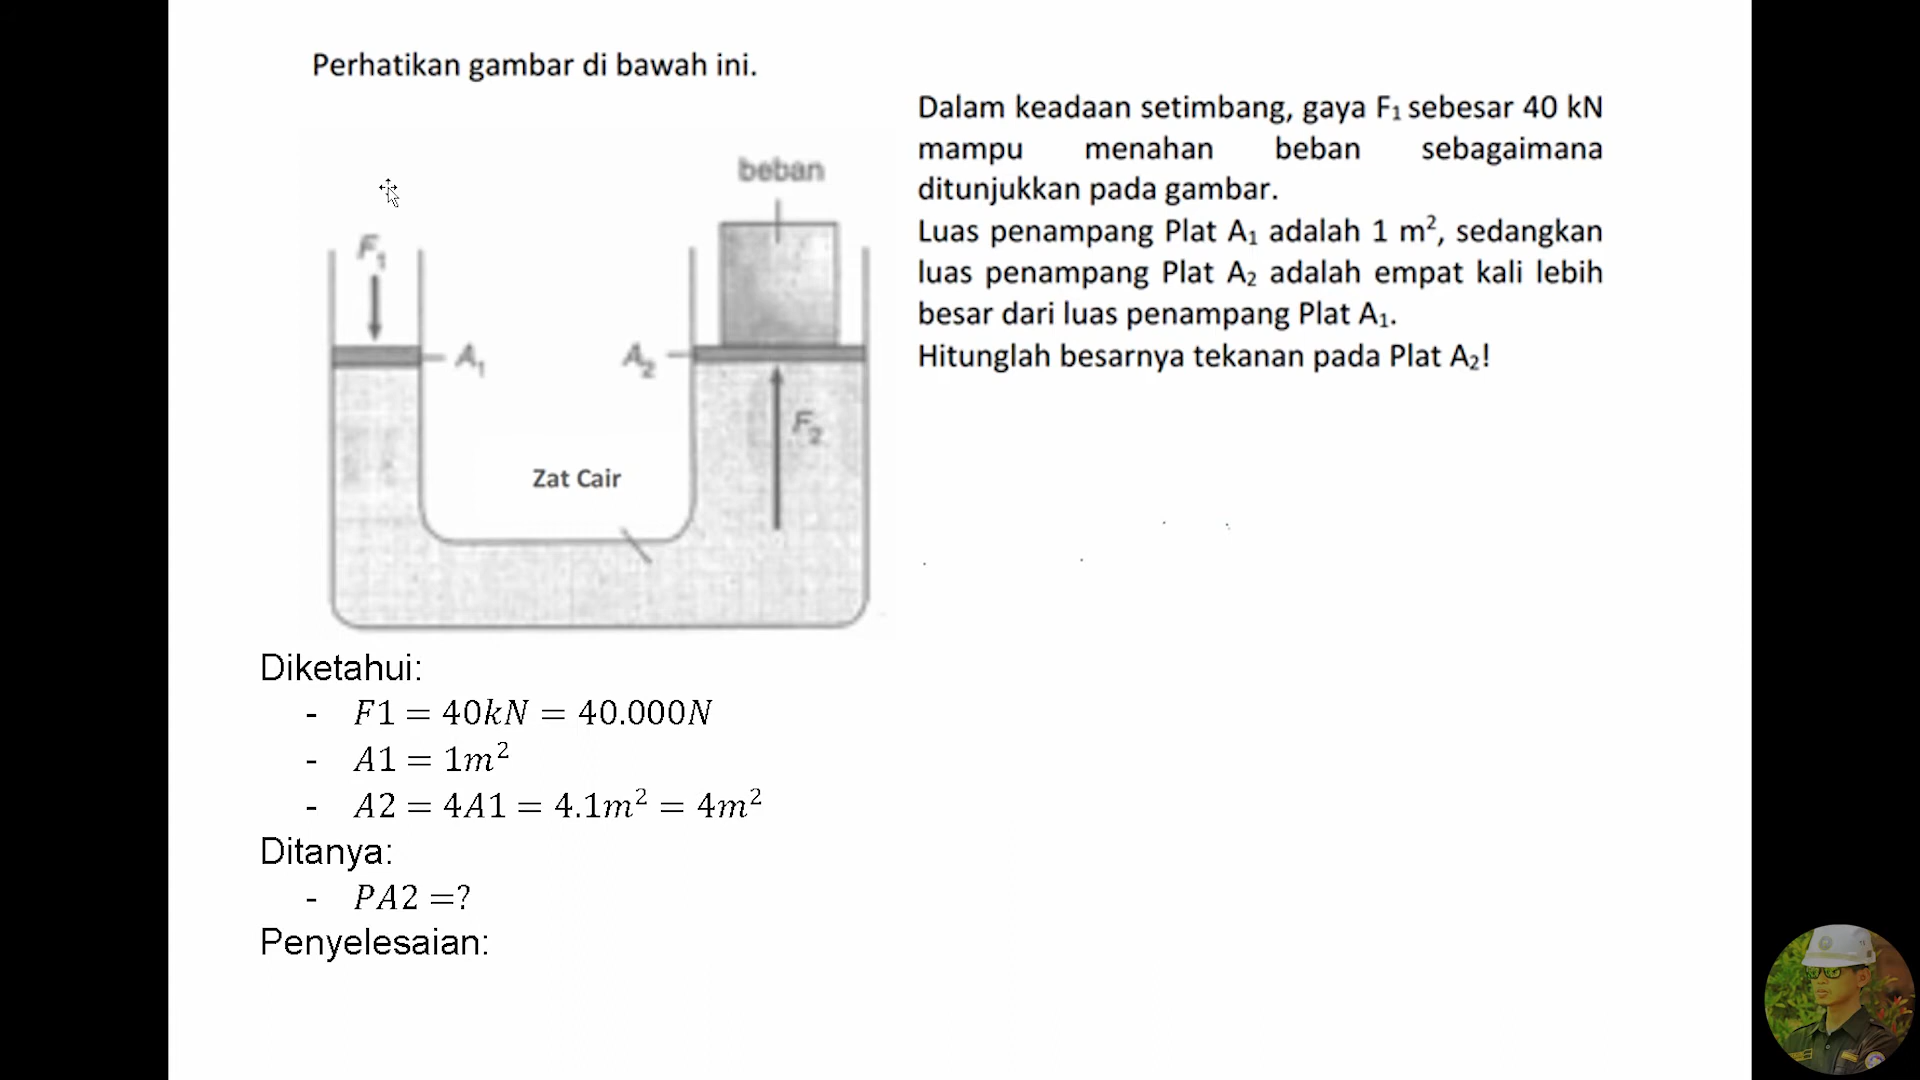 Perhatikan gambar di bawah ini.
Dalam keadaan setimbang, gaya F₁ sebesar 40 kN
mampu menahan beban sebagaimana
ditunjukkan pada gambar.
Luas penampang Plat A₁ adalah 1 m², sedangkan
luas penampang Plat A₂ adalah empat kali lebih
besar dari luas penampang Plat A₁.
Hitunglah besarnya tekanan pada Plat A₂!
beban
F₁
A₁
A₂
F₂
Zat Cair
Diketahui:
- F1 = 40kN = 40.000N
- A1 = 1m²
- A2 = 4A1 = 4.1m² = 4m²
Ditanya:
- PA2 =?
Penyelesaian: